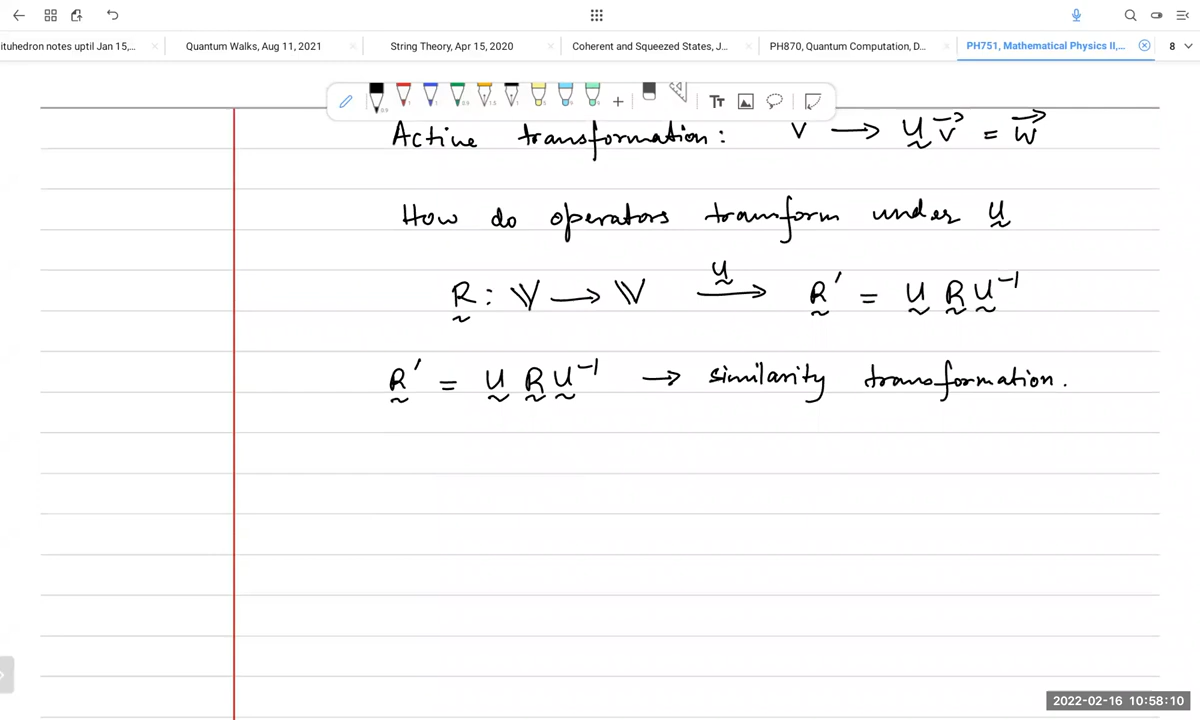 ituhedron notes uptil Jan 15,... Quantum Walks, Aug 11, 2021 String Theory, Apr 15, 2020 Coherent and Squeezed States, J... PH870, Quantum Computation, D... PH751, Mathematical Physics II,... 8
Tт
Active transformation: V → U v⃗ = w⃗
How do operators transform under U
R : 𝕍 → 𝕍 —U→ R' = U R U⁻¹
R' = U R U⁻¹ → similarity transformation.
2022-02-16 10:58:10